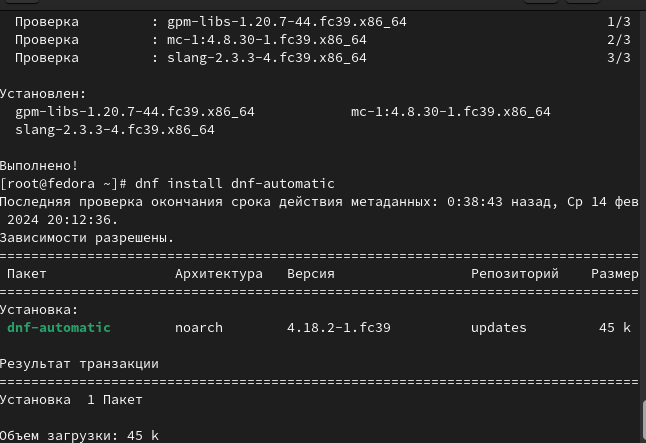 Проверка : gpm-libs-1.20.7-44.fc39.x86_64 1/3
Проверка : mc-1:4.8.30-1.fc39.x86_64 2/3
Проверка : slang-2.3.3-4.fc39.x86_64 3/3
Установлен:
gpm-libs-1.20.7-44.fc39.x86_64 mc-1:4.8.30-1.fc39.x86_64
slang-2.3.3-4.fc39.x86_64
Выполнено!
[root@fedora ~]# dnf install dnf-automatic
Последняя проверка окончания срока действия метаданных: 0:38:43 назад, Ср 14 фев
2024 20:12:36.
Зависимости разрешены.
================================================================================
Пакет Архитектура Версия Репозиторий Размер
================================================================================
Установка:
dnf-automatic noarch 4.18.2-1.fc39 updates 45 k
Результат транзакции
================================================================================
Установка 1 Пакет
Объем загрузки: 45 k